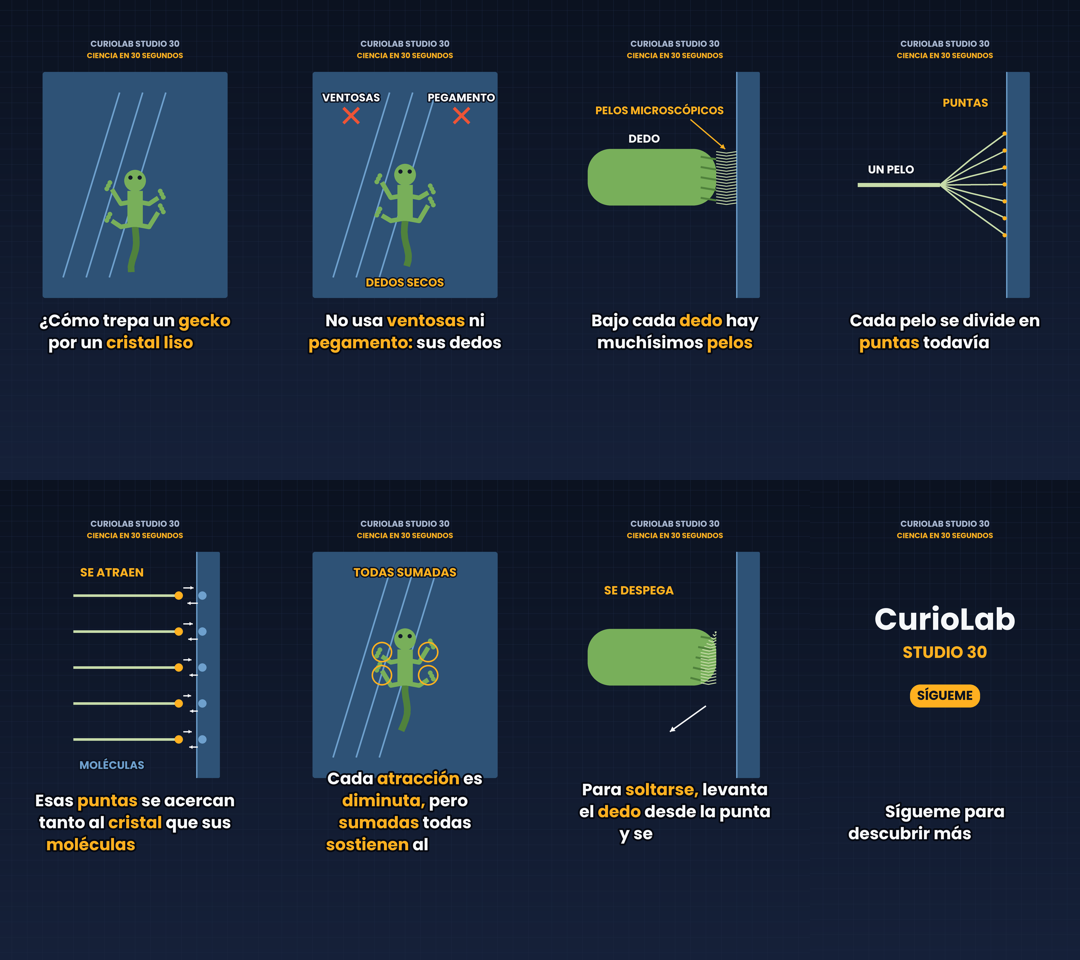 CURIOLAB STUDIO 30
CIENCIA EN 30 SEGUNDOS
¿Cómo trepa un gecko
por un cristal liso
CURIOLAB STUDIO 30
CIENCIA EN 30 SEGUNDOS
VENTOSAS
PEGAMENTO
DEDOS SECOS
No usa ventosas ni
pegamento: sus dedos
CURIOLAB STUDIO 30
CIENCIA EN 30 SEGUNDOS
PELOS MICROSCÓPICOS
DEDO
Bajo cada dedo hay
muchísimos pelos
CURIOLAB STUDIO 30
CIENCIA EN 30 SEGUNDOS
PUNTAS
UN PELO
Cada pelo se divide en
puntas todavía
CURIOLAB STUDIO 30
CIENCIA EN 30 SEGUNDOS
SE ATRAEN
MOLÉCULAS
Esas puntas se acercan
tanto al cristal que sus
moléculas
CURIOLAB STUDIO 30
CIENCIA EN 30 SEGUNDOS
TODAS SUMADAS
Cada atracción es
diminuta, pero
sumadas todas
sostienen al
CURIOLAB STUDIO 30
CIENCIA EN 30 SEGUNDOS
SE DESPEGA
Para soltarse, levanta
el dedo desde la punta
y se
CURIOLAB STUDIO 30
CIENCIA EN 30 SEGUNDOS
CurioLab
STUDIO 30
SÍGUEME
Sígueme para
descubrir más